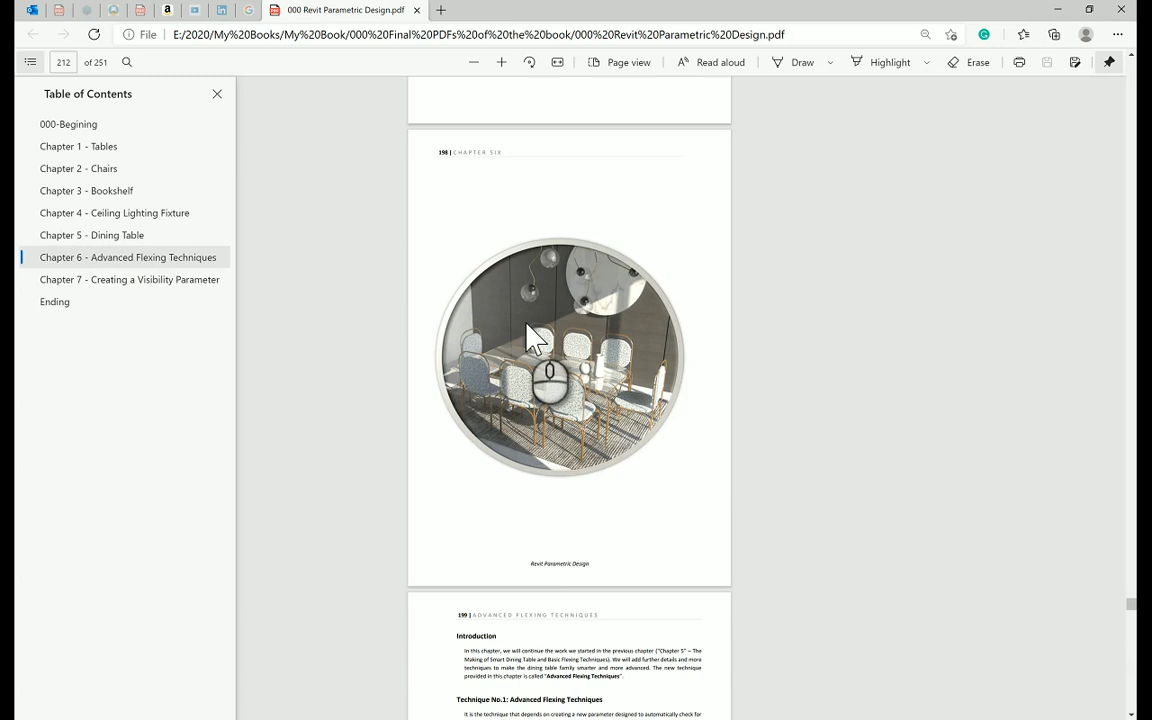 000 Revit Parametric Design.pdf
File E:/2020/My%20Books/My%20Book/000%20Final%20PDFs%20of%20the%20book/000%20Revit%20Parametric%20Design.pdf
212 of 251 Page view Read aloud Draw Highlight Erase
Table of Contents
000-Begining
Chapter 1 - Tables
Chapter 2 - Chairs
Chapter 3 - Bookshelf
Chapter 4 - Ceiling Lighting Fixture
Chapter 5 - Dining Table
Chapter 6 - Advanced Flexing Techniques
Chapter 7 - Creating a Visibility Parameter
Ending
198 | CHAPTER SIX
Revit Parametric Design
199 | ADVANCED FLEXING TECHNIQUES
Introduction
In this chapter, we will continue the work we started in the previous chapter ("Chapter 5" – The
Making of Smart Dining Table and Basic Flexing Techniques). We will add further details and more
techniques to make the dining table family smarter and more advanced. The new technique
provided in this chapter is called "Advanced Flexing Techniques".
Technique No.1: Advanced Flexing Techniques
It is the technique that depends on creating a new parameter designed to automatically check for